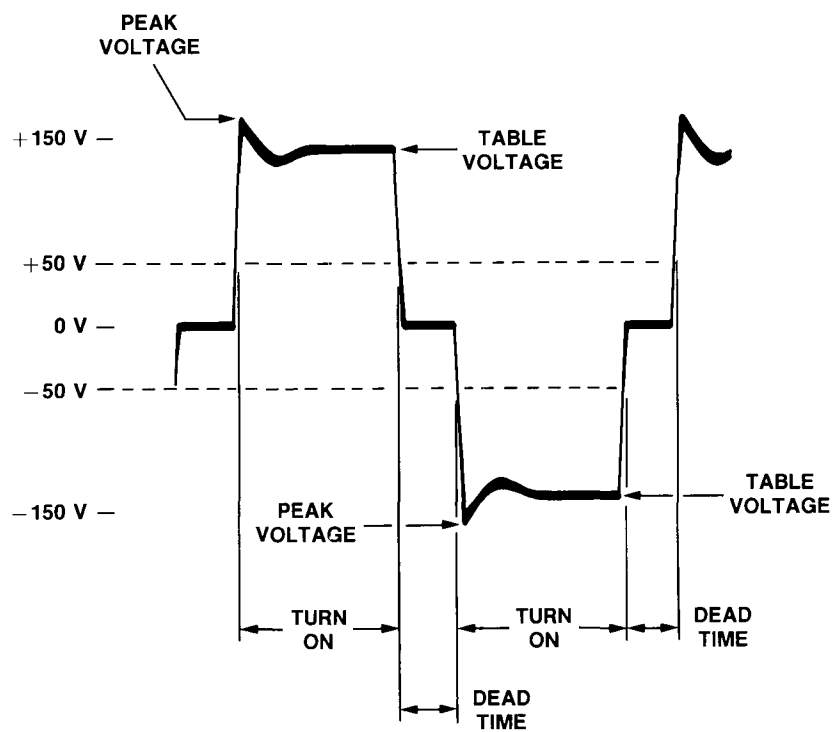 PEAK
VOLTAGE
+150 V
TABLE
VOLTAGE
+50 V
0 V
−50 V
−150 V
PEAK
VOLTAGE
TABLE
VOLTAGE
TURN
ON
TURN
ON
DEAD
TIME
DEAD
TIME